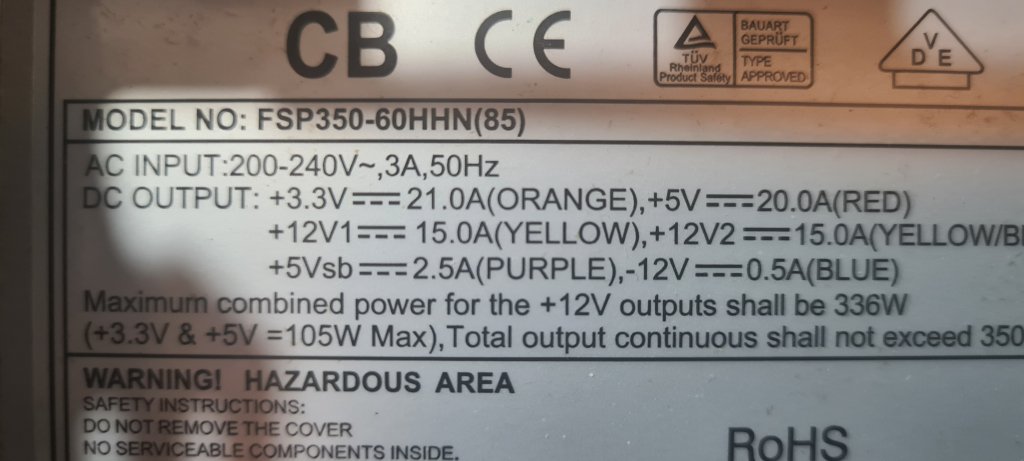 CB CE TÜV Rheinland Product Safety BAUART GEPRÜFT TYPE APPROVED VDE
MODEL NO: FSP350-60HHN(85)
AC INPUT:200-240V~,3A,50Hz
DC OUTPUT: +3.3V⎓21.0A(ORANGE),+5V⎓20.0A(RED)
+12V1⎓15.0A(YELLOW),+12V2⎓15.0A(YELLOW/
+5Vsb⎓2.5A(PURPLE),-12V⎓0.5A(BLUE)
Maximum combined power for the +12V outputs shall be 336W
(+3.3V & +5V =105W Max),Total output continuous shall not exceed 350
WARNING! HAZARDOUS AREA
SAFETY INSTRUCTIONS:
DO NOT REMOVE THE COVER
NO SERVICEABLE COMPONENTS INSIDE.
RoHS